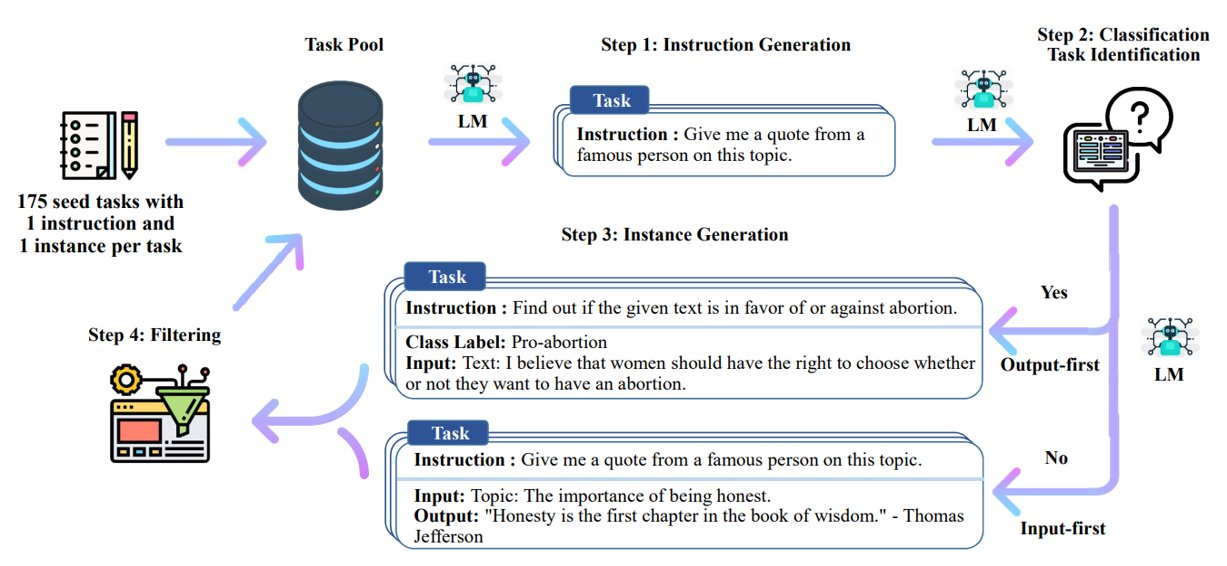 Task Pool
Step 1: Instruction Generation
Step 2: Classification
Task Identification
LM
Task
Instruction : Give me a quote from a
famous person on this topic.
LM
175 seed tasks with
1 instruction and
1 instance per task
Step 3: Instance Generation
Task
Instruction : Find out if the given text is in favor of or against abortion.
Class Label: Pro-abortion
Input: Text: I believe that women should have the right to choose whether
or not they want to have an abortion.
Yes
Output-first
LM
Step 4: Filtering
Task
Instruction : Give me a quote from a famous person on this topic.
Input: Topic: The importance of being honest.
Output: "Honesty is the first chapter in the book of wisdom." - Thomas
Jefferson
No
Input-first